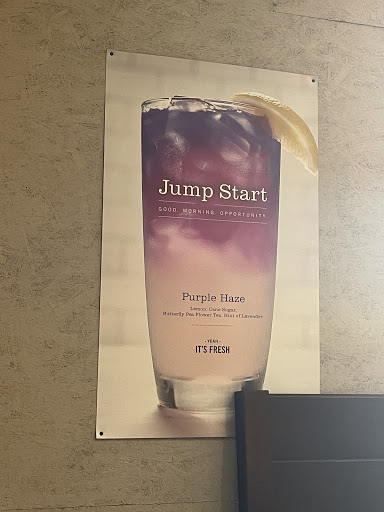 Jump Start
GOOD MORNING OPPORTUNITY
Purple Haze
Lemon, Cane Sugar,
Butterfly Pea Flower Tea, Hint of Lavender
- YEAH -
IT'S FRESH